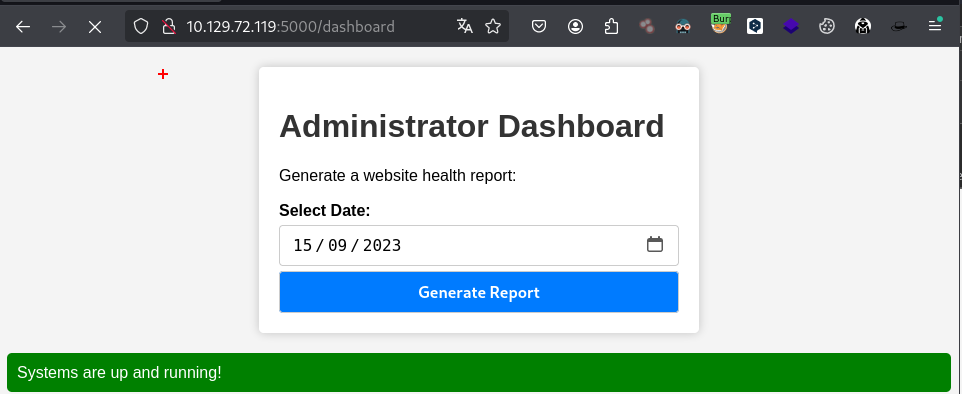 10.129.72.119:5000/dashboard
Bur
Administrator Dashboard
Generate a website health report:
Select Date:
15 / 09 / 2023
Generate Report
Systems are up and running!